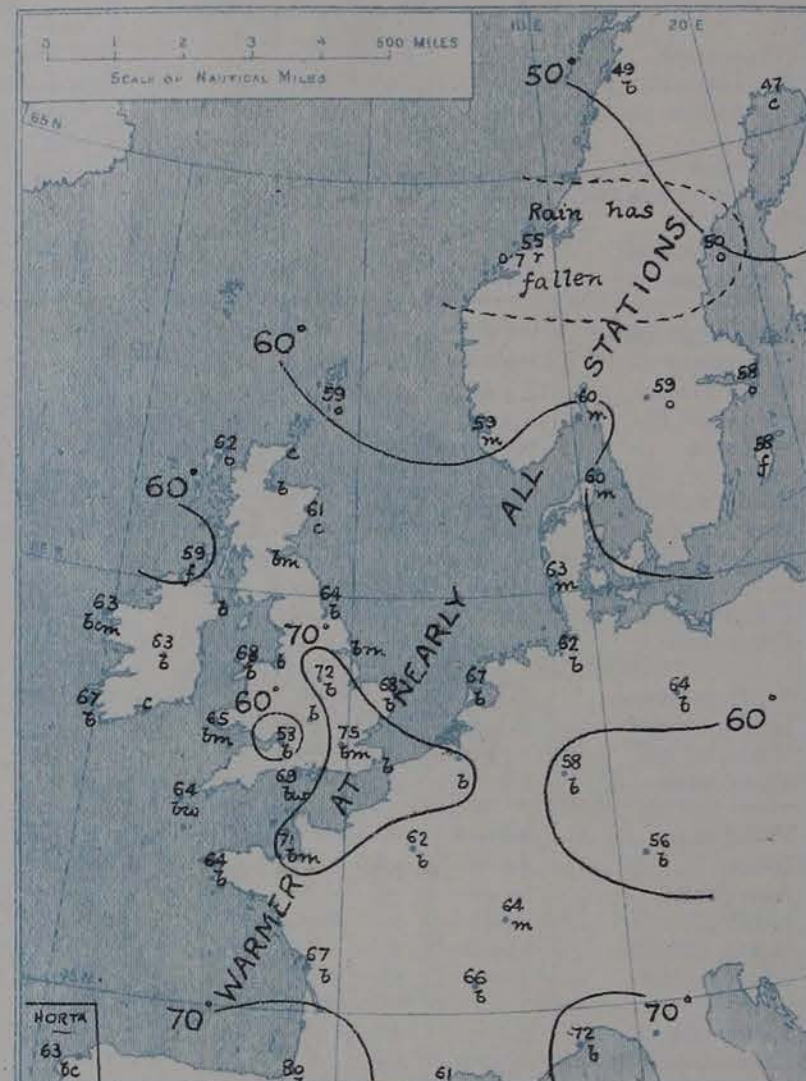 0 1 2 3 4 500 MILES
SCALE OF NAUTICAL MILES
10 E 20 E
50° 49 b
47 c
65 N
Rain has
55 7 r
50 o
fallen
STATIONS
60°
59 o
59 m
60 m
59 o
58 o
58 f
62 o
c
b
60°
61 c
ALL
60 m
59 f
bm
63 m
63 bcm
b
64 b
63 b
70°
bm
NEARLY
62 b
68 b
b
72 b
68 b
67 b
64 b
67 b
c
60°
65 bm
53 b
b
75 bm
b
60°
64 bw
69 bw
AT
b
58 b
71 bm
62 b
56 b
64 b
WARMER
64 m
67 b
66 b
45 N
70°
70°
HORTA
63 bc
80 b
61
72 b